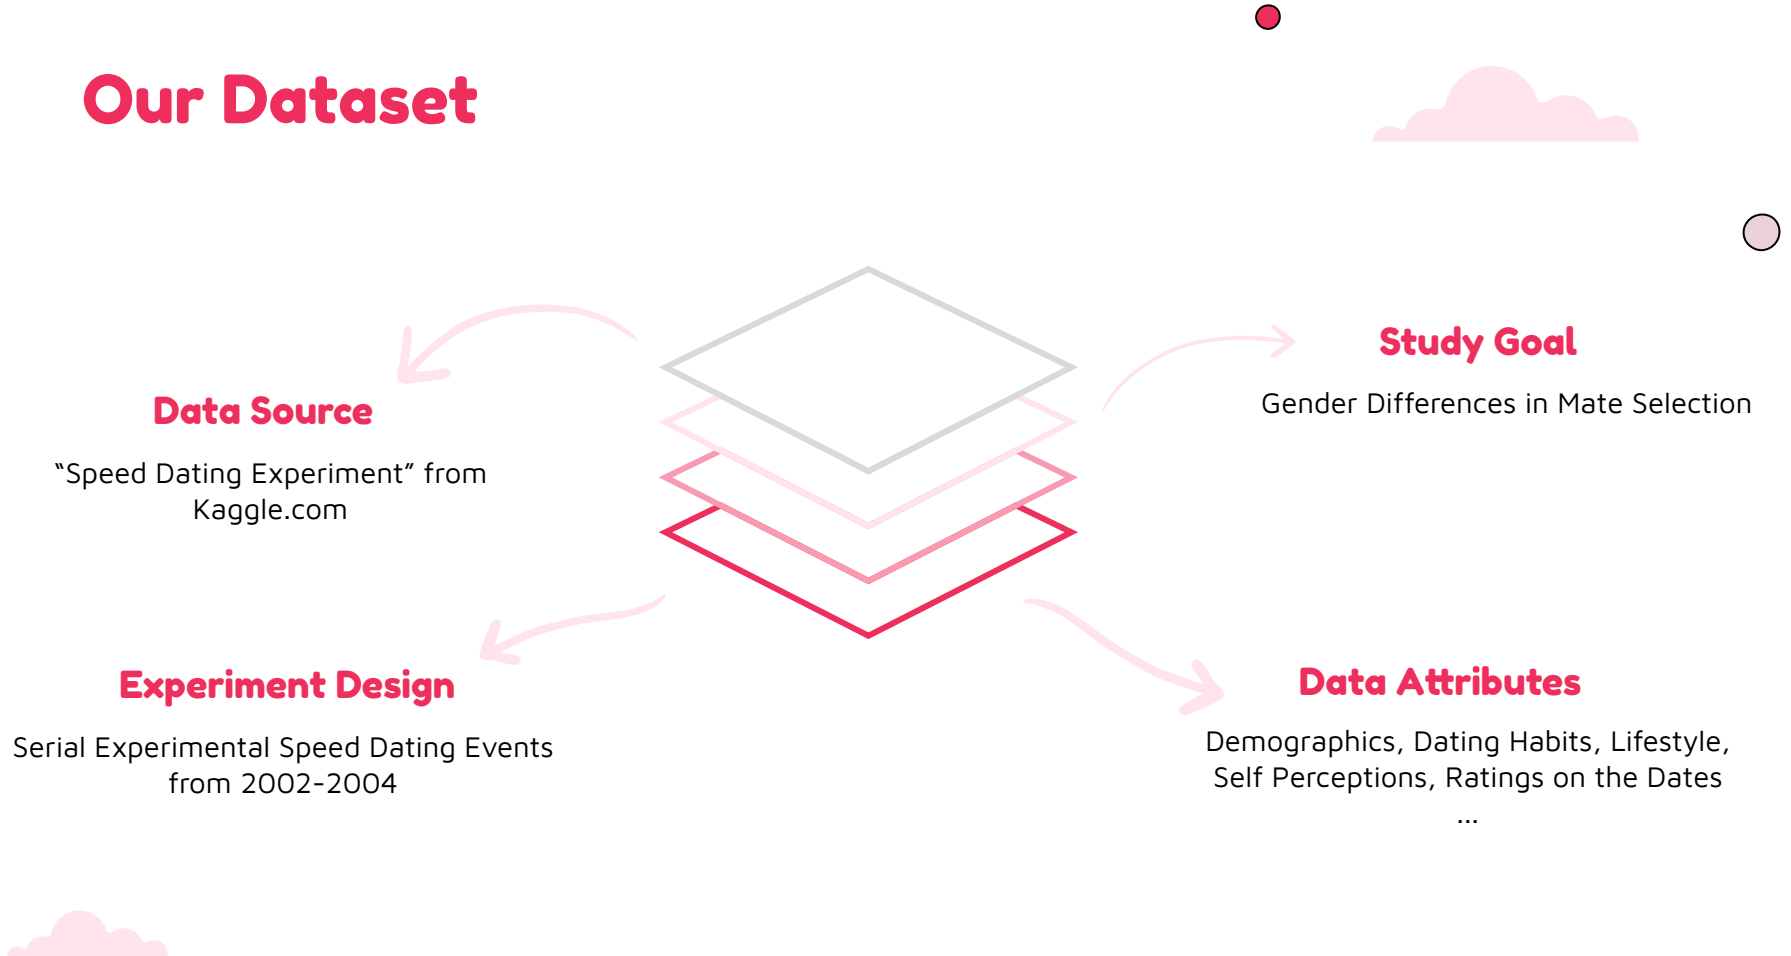 Our Dataset
Data Source
“Speed Dating Experiment” from
Kaggle.com
Experiment Design
Serial Experimental Speed Dating Events
from 2002-2004
Study Goal
Gender Differences in Mate Selection
Data Attributes
Demographics, Dating Habits, Lifestyle,
Self Perceptions, Ratings on the Dates
...